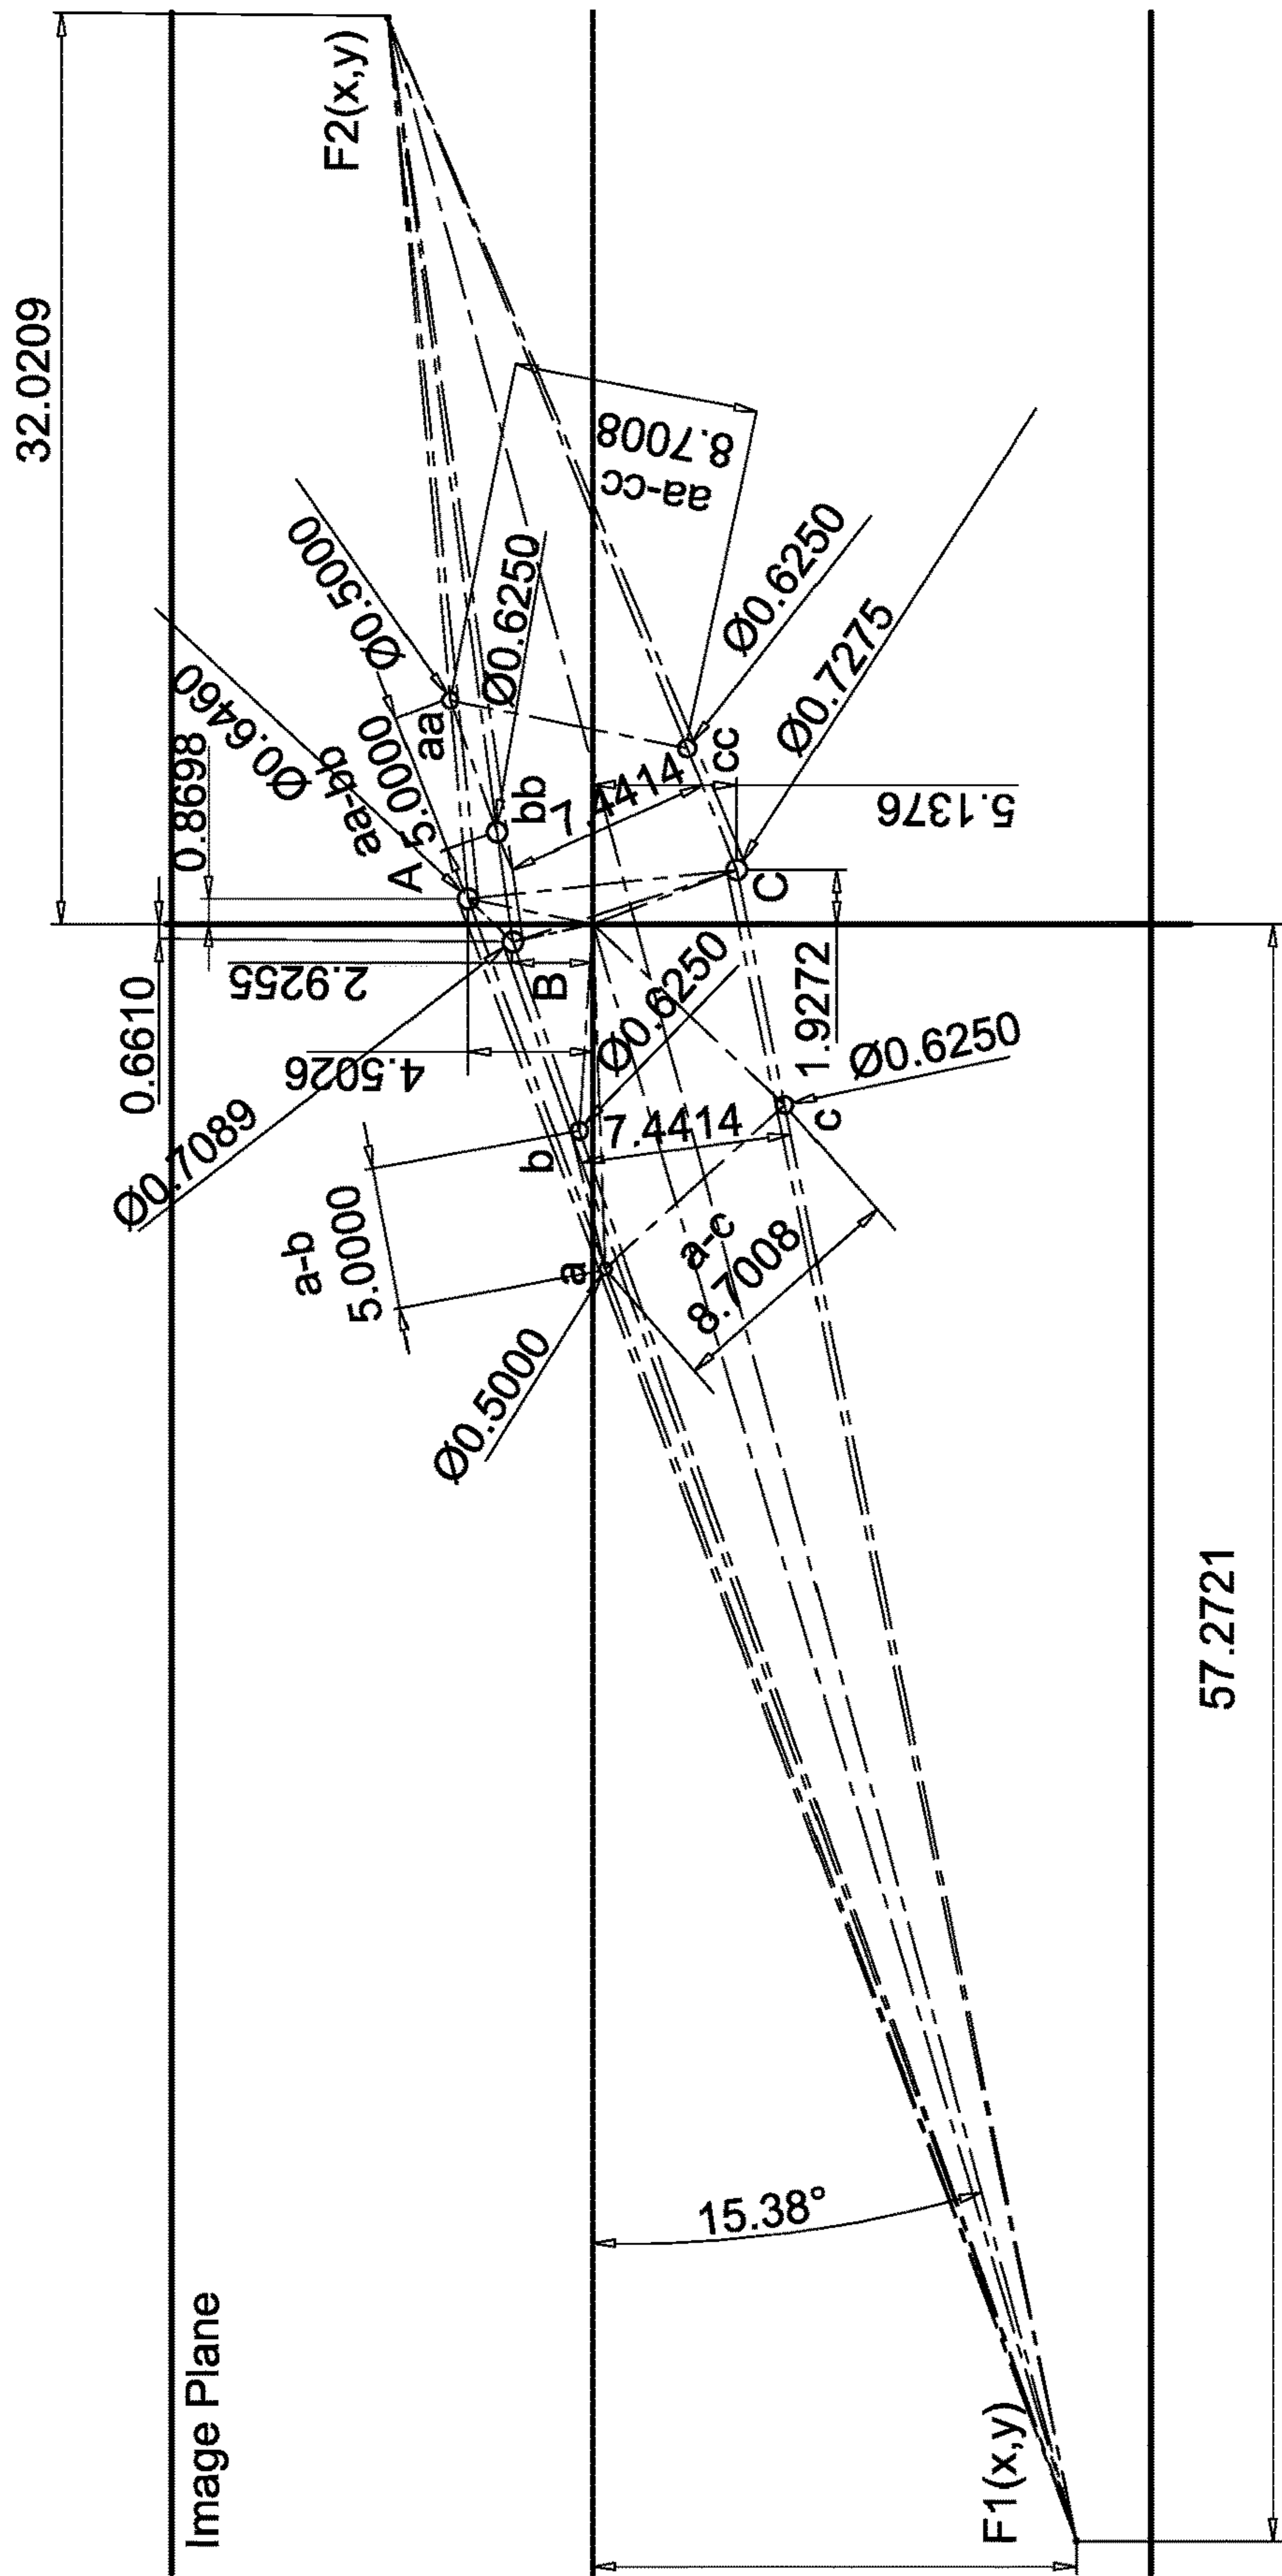 32.0209
F2(x,y)
Ø0.5000
8.7008
aa-cc
Ø0.6460
aa-bb
5.0000
aa
Ø0.6250
Ø0.6250
0.8698
A
bb
7.4414
cc
Ø0.7275
5.1376
0.6610
2.9255
B
C
Ø0.6250
1.9272
4.5026
Ø0.6250
Ø0.7089
b
7.4414
c
a-b
5.0000
a
a-c
8.7008
Ø0.5000
57.2721
15.38°
Image Plane
F1(x,y)